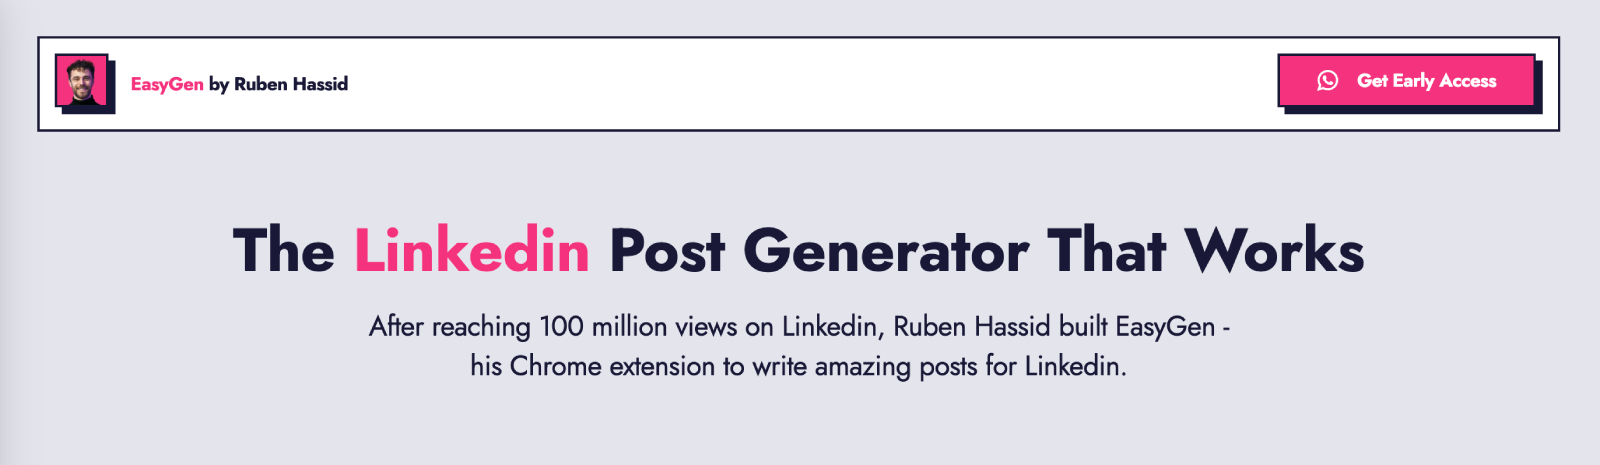 EasyGen by Ruben Hassid
Get Early Access
The Linkedin Post Generator That Works
After reaching 100 million views on Linkedin, Ruben Hassid built EasyGen -
his Chrome extension to write amazing posts for Linkedin.